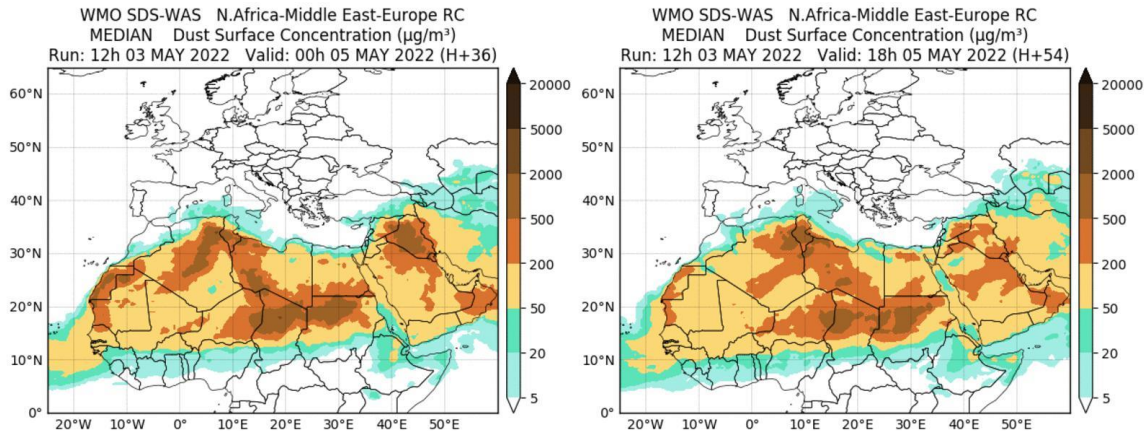 WMO SDS-WAS N.Africa-Middle East-Europe RC
MEDIAN Dust Surface Concentration (µg/m³)
Run: 12h 03 MAY 2022 Valid: 00h 05 MAY 2022 (H+36)
60°N
50°N
40°N
30°N
20°N
10°N
0°
20°W
10°W
0°
10°E
20°E
30°E
40°E
50°E
20000
5000
2000
500
200
50
20
5
WMO SDS-WAS N.Africa-Middle East-Europe RC
MEDIAN Dust Surface Concentration (µg/m³)
Run: 12h 03 MAY 2022 Valid: 18h 05 MAY 2022 (H+54)
60°N
50°N
40°N
30°N
20°N
10°N
0°
20°W
10°W
0°
10°E
20°E
30°E
40°E
50°E
20000
5000
2000
500
200
50
20
5